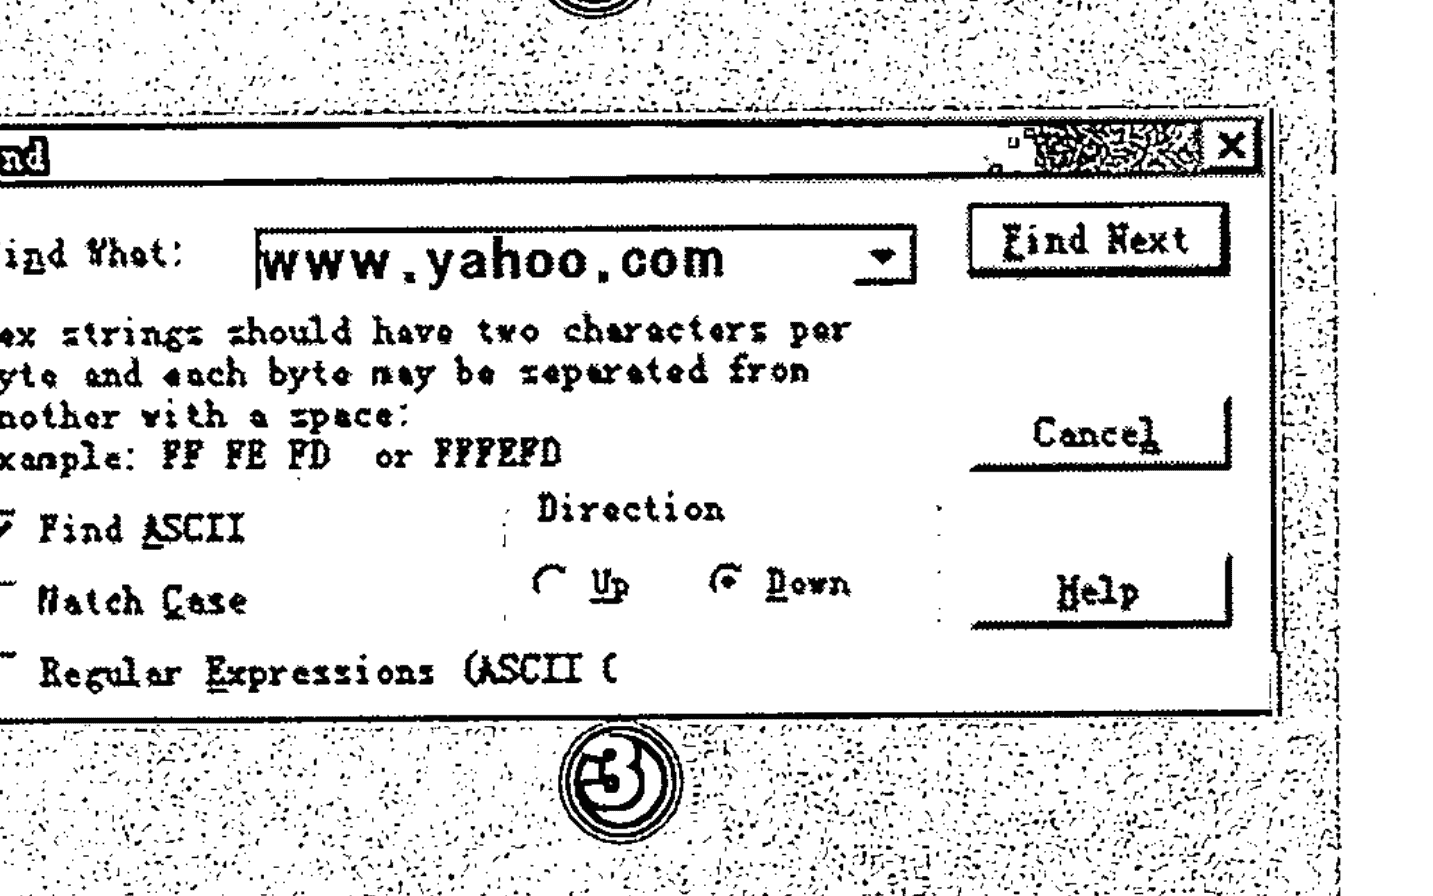 nd
ind What:
www.yahoo.com
Find Next
ex strings should have two characters per
yte and each byte may be separated from
nother with a space:
xample: FF FE FD or FFFEFD
Cancel
Direction
Find ASCII
Up
Down
Match Case
Help
Regular Expressions (ASCII (
3